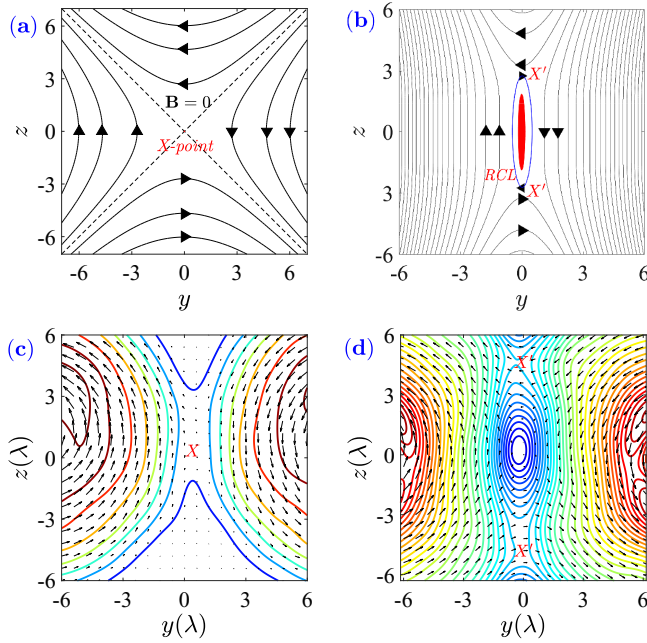 (a)
6
3
0
-3
-6
z
B = 0
X-point
-6 -3 0 3 6
y
(b)
6
3
0
-3
-6
z
X′
RCL
X′
-6 -3 0 3 6
y
(c)
6
3
0
-3
-6
z(λ)
X
-6 -3 0 3 6
y(λ)
(d)
6
3
0
-3
-6
z(λ)
X
X
-6 -3 0 3 6
y(λ)